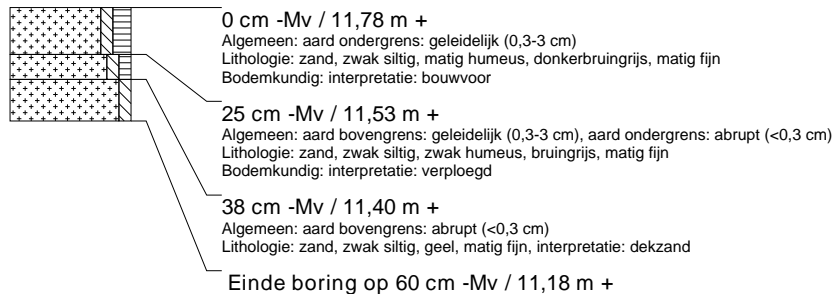 0 cm -Mv / 11,78 m +
Algemeen: aard ondergrens: geleidelijk (0,3-3 cm)
Lithologie: zand, zwak siltig, matig humeus, donkerbruingrijs, matig fijn
Bodemkundig: interpretatie: bouwvoor
25 cm -Mv / 11,53 m +
Algemeen: aard bovengrens: geleidelijk (0,3-3 cm), aard ondergrens: abrupt (<0,3 cm)
Lithologie: zand, zwak siltig, zwak humeus, bruingrijs, matig fijn
Bodemkundig: interpretatie: verploegd
38 cm -Mv / 11,40 m +
Algemeen: aard bovengrens: abrupt (<0,3 cm)
Lithologie: zand, zwak siltig, geel, matig fijn, interpretatie: dekzand
Einde boring op 60 cm -Mv / 11,18 m +